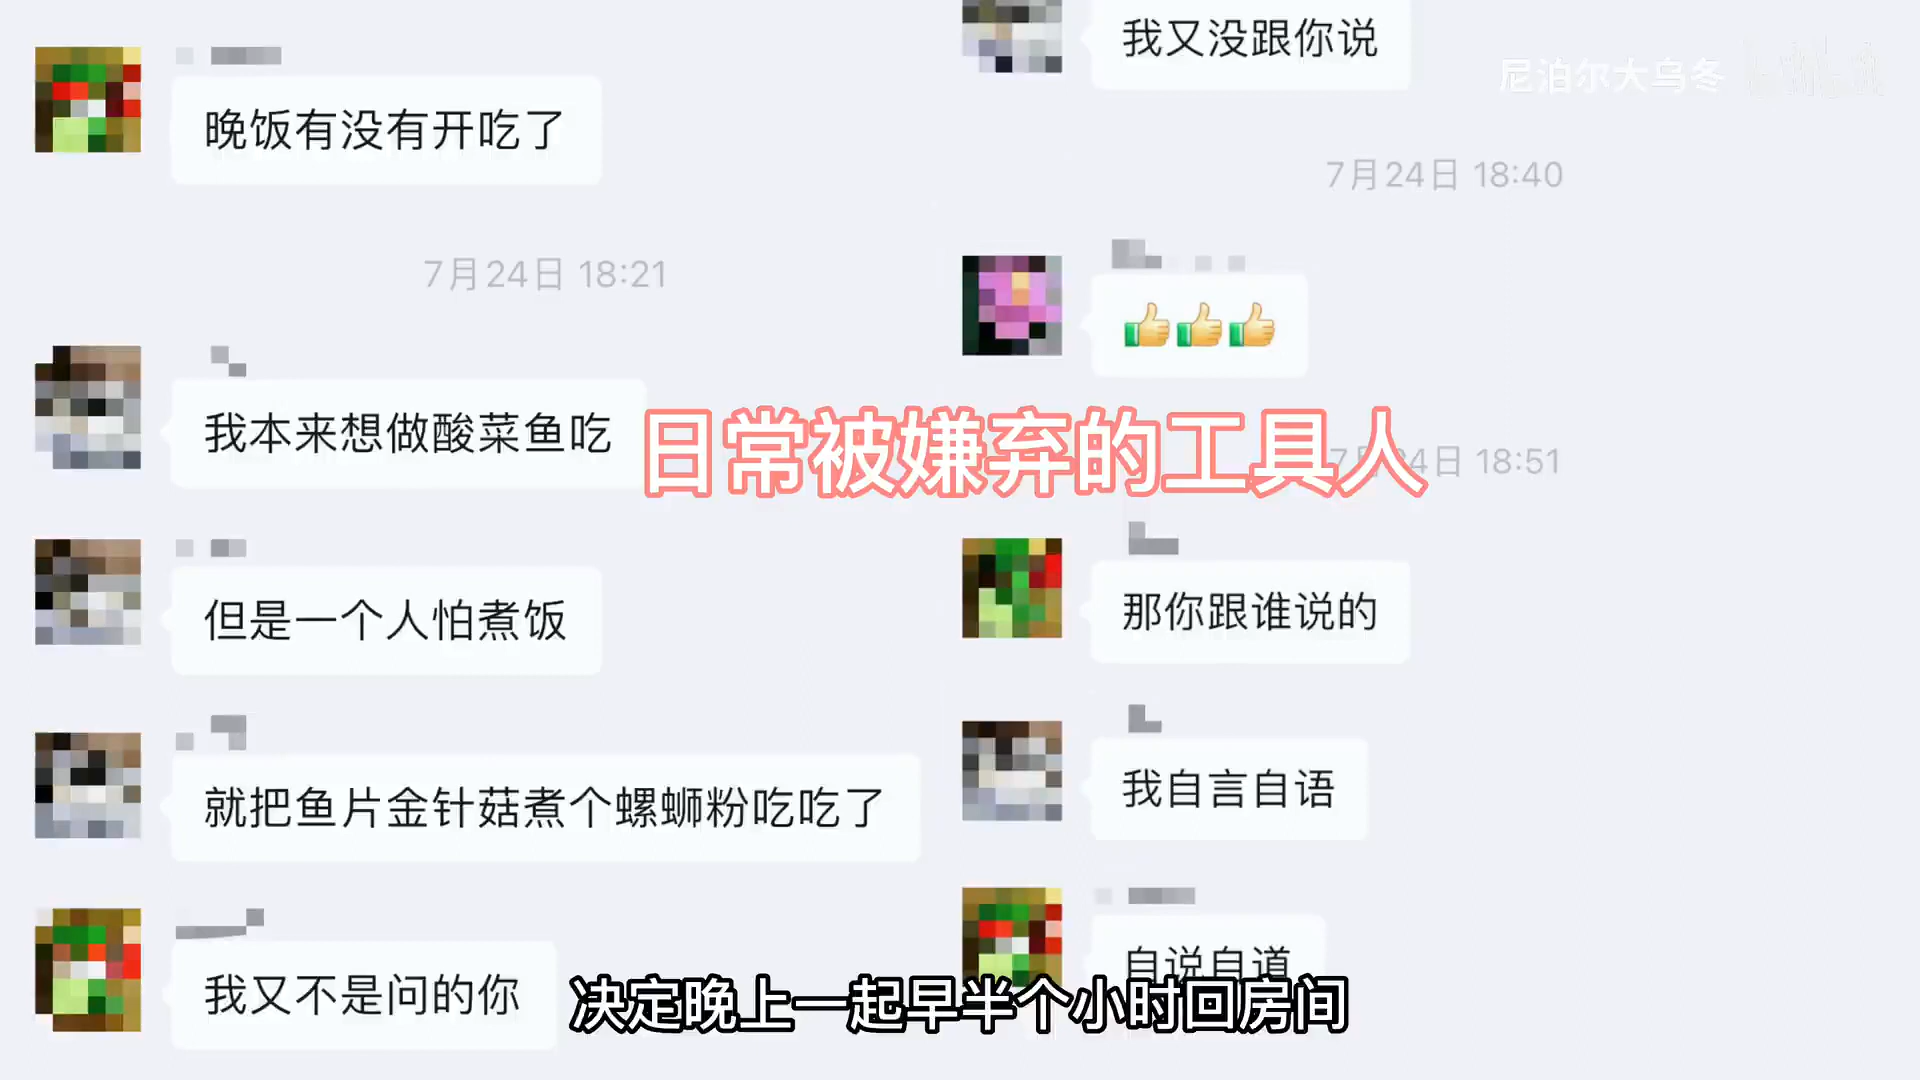 晚饭有没有开吃了
7月24日 18:21
我本来想做酸菜鱼吃
但是一个人怕煮饭
就把鱼片金针菇煮个螺蛳粉吃吃了
我又不是问的你
我又没跟你说
尼泊尔大乌冬
7月24日 18:40
👍👍👍
日常被嫌弃的工具人
7月24日 18:51
那你跟谁说的
我自言自语
自说自道
决定晚上一起早半个小时回房间